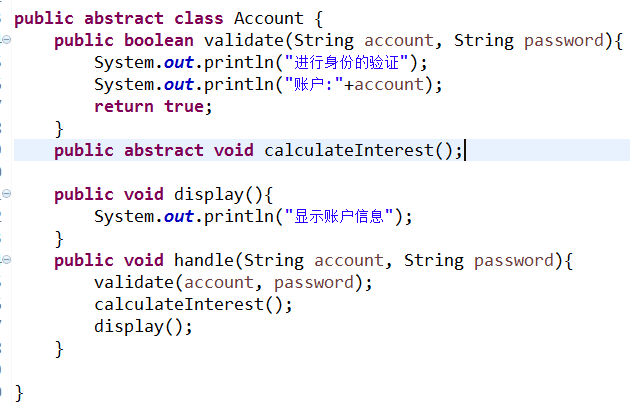 public abstract class Account {
public boolean validate(String account, String password){
System.out.println("进行身份的验证");
System.out.println("账户:"+account);
return true;
}
public abstract void calculateInterest();
public void display(){
System.out.println("显示账户信息");
}
public void handle(String account, String password){
validate(account, password);
calculateInterest();
display();
}
}